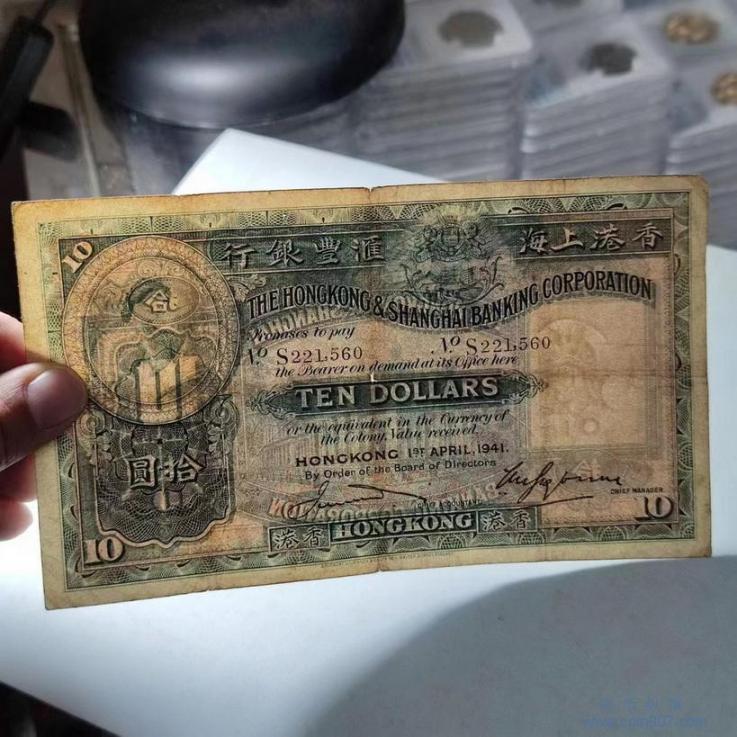 10
行銀豐滙
海上港香
THE HONGKONG & SHANGHAI BANKING CORPORATION
Promises to pay
No S221,560
No S221,560
the Bearer on demand at its Office here
TEN DOLLARS
or the equivalent in the Currency of
the Colony, Value received.
HONGKONG 1ST APRIL, 1941.
By Order of the Board of Directors
圓拾
CHIEF MANAGER
10
港香
HONGKONG
港香
10
www.coin007.com